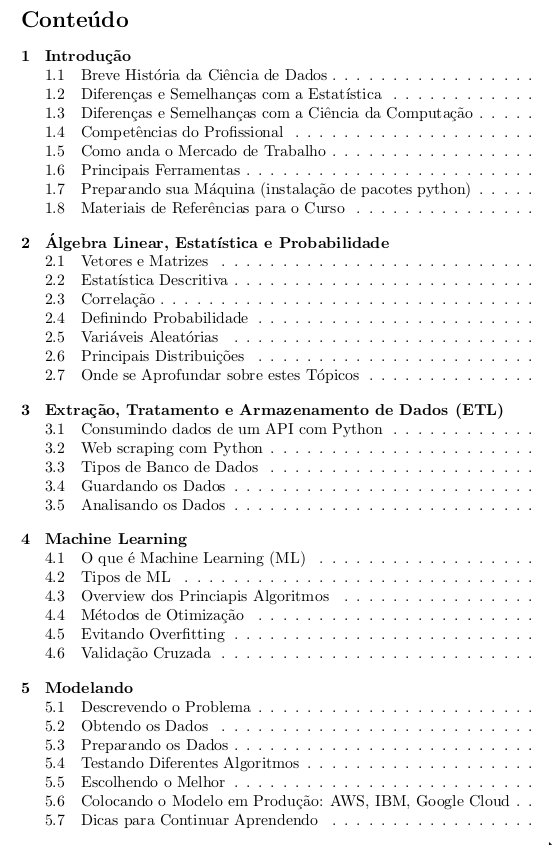 Conteúdo
1 Introdução
1.1 Breve História da Ciência de Dados . . . . . . . . . . . . . . . . .
1.2 Diferenças e Semelhanças com a Estatística . . . . . . . . . . . .
1.3 Diferenças e Semelhanças com a Ciência da Computação . . . . .
1.4 Competências do Profissional . . . . . . . . . . . . . . . . . . . .
1.5 Como anda o Mercado de Trabalho . . . . . . . . . . . . . . . . .
1.6 Principais Ferramentas . . . . . . . . . . . . . . . . . . . . . . . .
1.7 Preparando sua Máquina (instalação de pacotes python) . . . . .
1.8 Materiais de Referências para o Curso . . . . . . . . . . . . . . .
2 Álgebra Linear, Estatística e Probabilidade
2.1 Vetores e Matrizes . . . . . . . . . . . . . . . . . . . . . . . . . .
2.2 Estatística Descritiva . . . . . . . . . . . . . . . . . . . . . . . . .
2.3 Correlação . . . . . . . . . . . . . . . . . . . . . . . . . . . . . . .
2.4 Definindo Probabilidade . . . . . . . . . . . . . . . . . . . . . . .
2.5 Variáveis Aleatórias . . . . . . . . . . . . . . . . . . . . . . . . .
2.6 Principais Distribuições . . . . . . . . . . . . . . . . . . . . . . .
2.7 Onde se Aprofundar sobre estes Tópicos . . . . . . . . . . . . . .
3 Extração, Tratamento e Armazenamento de Dados (ETL)
3.1 Consumindo dados de um API com Python . . . . . . . . . . . .
3.2 Web scraping com Python . . . . . . . . . . . . . . . . . . . . . .
3.3 Tipos de Banco de Dados . . . . . . . . . . . . . . . . . . . . . .
3.4 Guardando os Dados . . . . . . . . . . . . . . . . . . . . . . . . .
3.5 Analisando os Dados . . . . . . . . . . . . . . . . . . . . . . . . .
4 Machine Learning
4.1 O que é Machine Learning (ML) . . . . . . . . . . . . . . . . . .
4.2 Tipos de ML . . . . . . . . . . . . . . . . . . . . . . . . . . . . .
4.3 Overview dos Princiapis Algoritmos . . . . . . . . . . . . . . . .
4.4 Métodos de Otimização . . . . . . . . . . . . . . . . . . . . . . .
4.5 Evitando Overfitting . . . . . . . . . . . . . . . . . . . . . . . . .
4.6 Validação Cruzada . . . . . . . . . . . . . . . . . . . . . . . . . .
5 Modelando
5.1 Descrevendo o Problema . . . . . . . . . . . . . . . . . . . . . . .
5.2 Obtendo os Dados . . . . . . . . . . . . . . . . . . . . . . . . . .
5.3 Preparando os Dados . . . . . . . . . . . . . . . . . . . . . . . . .
5.4 Testando Diferentes Algoritmos . . . . . . . . . . . . . . . . . . .
5.5 Escolhendo o Melhor . . . . . . . . . . . . . . . . . . . . . . . . .
5.6 Colocando o Modelo em Produção: AWS, IBM, Google Cloud . .
5.7 Dicas para Continuar Aprendendo . . . . . . . . . . . . . . . . .